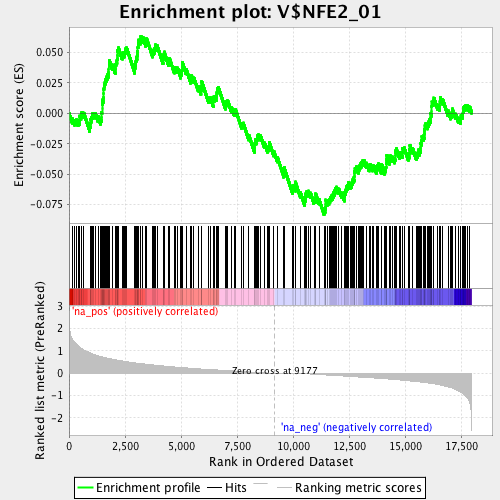 Enrichment plot: V$NFE2_01
Enrichment score (ES)
0.050
0.025
0.000
-0.025
-0.050
-0.075
'na_pos' (positively correlated)
Ranked list metric (PreRanked)
3
2
1
0
-1
-2
Zero cross at 9177
'na_neg' (negatively correlated)
0
2,500
5,000
7,500
10,000
12,500
15,000
17,500
Rank in Ordered Dataset
Enrichment profile
Hits
Ranking metric scores